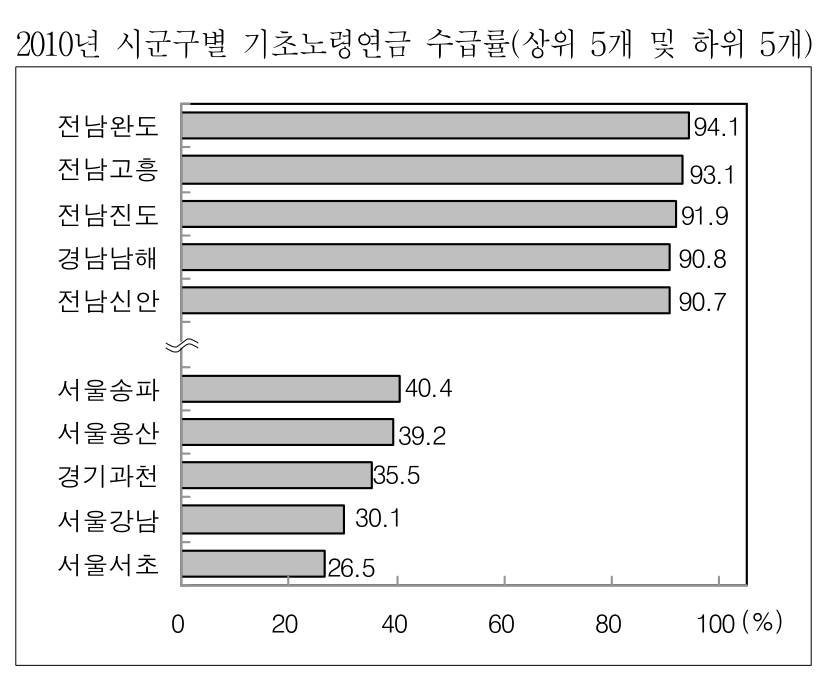 2010년 시군구별 기초노령연금 수급률(상위 5개 및 하위 5개)
전남완도 94.1
전남고흥 93.1
전남진도 91.9
경남남해 90.8
전남신안 90.7
서울송파 40.4
서울용산 39.2
경기과천 35.5
서울강남 30.1
서울서초 26.5
0 20 40 60 80 100 (%)